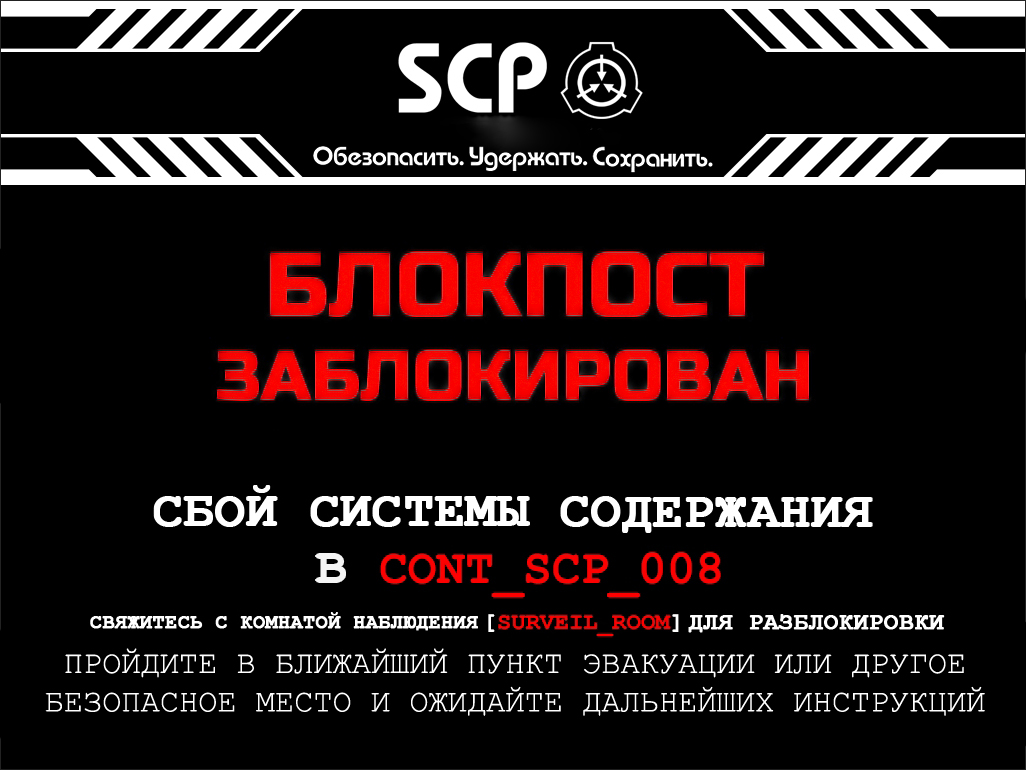 SCP
Обезопасить. Удержать. Сохранить.
БЛОКПОСТ
ЗАБЛОКИРОВАН
СБОЙ СИСТЕМЫ СОДЕРЖАНИЯ
В CONT_SCP_008
СВЯЖИТЕСЬ С КОМНАТОЙ НАБЛЮДЕНИЯ [SURVEIL_ROOM] ДЛЯ РАЗБЛОКИРОВКИ
ПРОЙДИТЕ В БЛИЖАЙШИЙ ПУНКТ ЭВАКУАЦИИ ИЛИ ДРУГОЕ
БЕЗОПАСНОЕ МЕСТО И ОЖИДАЙТЕ ДАЛЬНЕЙШИХ ИНСТРУКЦИЙ